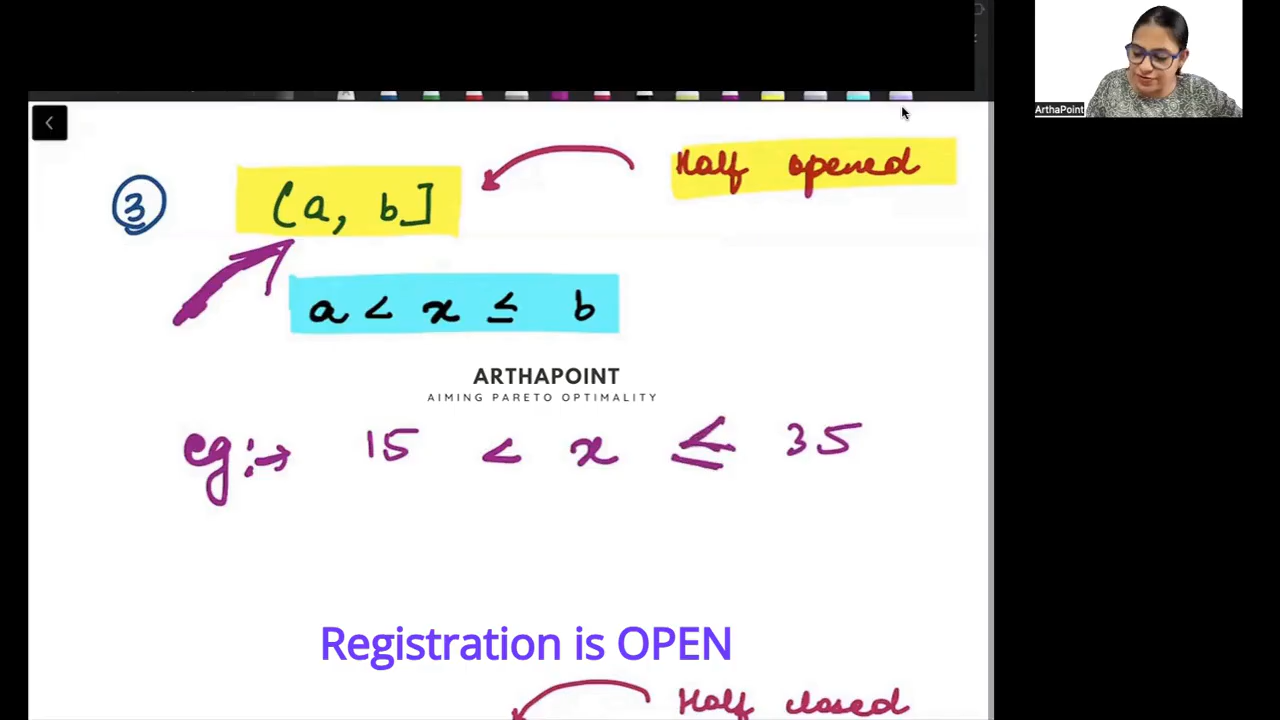 Half opened
3 (a, b]
a < x ≤ b
ARTHAPOINT
AIMING PARETO OPTIMALITY
eg:→ 15 < x ≤ 35
Registration is OPEN
Half closed
ArthaPoint